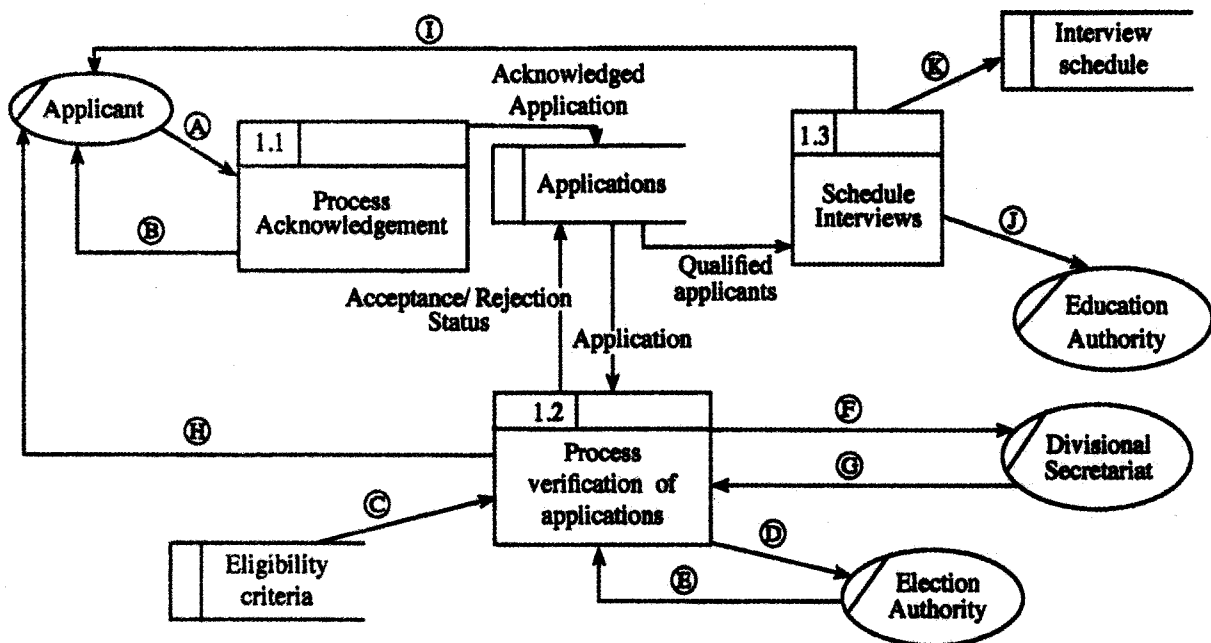 Ⓘ
Interview
schedule
Ⓚ
Acknowledged
Application
Applicant
Ⓐ
1.1
Process
Acknowledgement
Applications
1.3
Schedule
Interviews
Ⓑ
Ⓙ
Qualified
applicants
Acceptance/ Rejection
Status
Application
Education
Authority
1.2
Process
verification of
applications
Ⓕ
Ⓗ
Divisional
Secretariat
Ⓖ
Ⓒ
Ⓓ
Eligibility
criteria
Ⓔ
Election
Authority